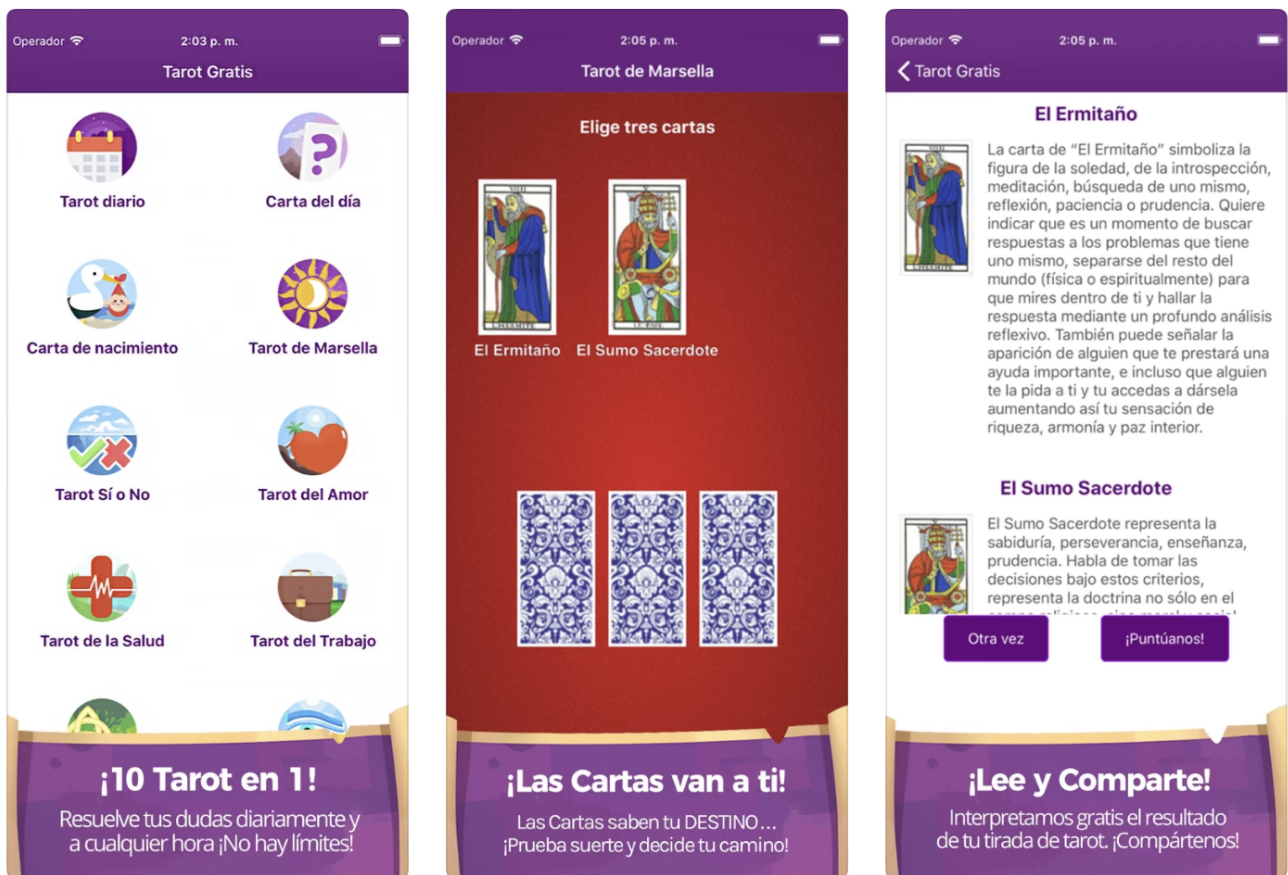 Operador
2:03 p. m.
Tarot Gratis
Tarot diario
Carta del día
Carta de nacimiento
Tarot de Marsella
Tarot Sí o No
Tarot del Amor
Tarot de la Salud
Tarot del Trabajo
¡10 Tarot en 1!
Resuelve tus dudas diariamente y
a cualquier hora ¡No hay límites!
Operador
2:05 p. m.
Tarot de Marsella
Elige tres cartas
VIIII
L'HERMITE
LE PAPE
El Ermitaño
El Sumo Sacerdote
¡Las Cartas van a ti!
Las Cartas saben tu DESTINO...
¡Prueba suerte y decide tu camino!
Operador
2:05 p. m.
Tarot Gratis
El Ermitaño
La carta de “El Ermitaño” simboliza la
figura de la soledad, de la introspección,
meditación, búsqueda de uno mismo,
reflexión, paciencia o prudencia. Quiere
indicar que es un momento de buscar
respuestas a los problemas que tiene
uno mismo, separarse del resto del
mundo (física o espiritualmente) para
que mires dentro de ti y hallar la
respuesta mediante un profundo análisis
reflexivo. También puede señalar la
aparición de alguien que te prestará una
ayuda importante, e incluso que alguien
te la pida a ti y tu accedas a dársela
aumentando así tu sensación de
riqueza, armonía y paz interior.
El Sumo Sacerdote
El Sumo Sacerdote representa la
sabiduría, perseverancia, enseñanza,
prudencia. Habla de tomar las
decisiones bajo estos criterios,
representa la doctrina no sólo en el
Otra vez
¡Puntúanos!
¡Lee y Comparte!
Interpretamos gratis el resultado
de tu tirada de tarot. ¡Compártenos!